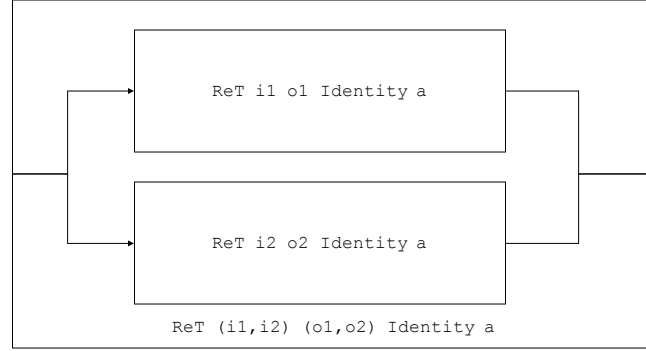 ReT i1 o1 Identity a
ReT i2 o2 Identity a
ReT (i1,i2) (o1,o2) Identity a